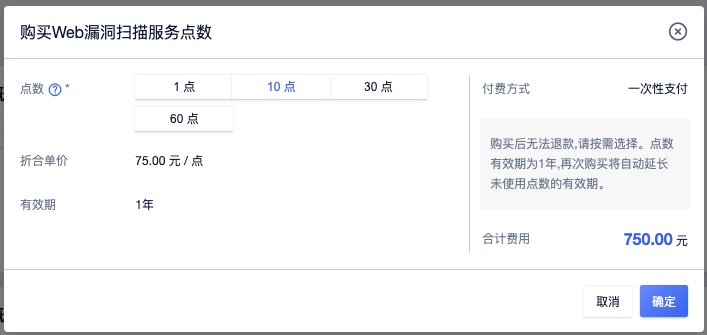 购买Web漏洞扫描服务点数
点数 *
1 点
10 点
30 点
60 点
折合单价
75.00 元 / 点
有效期
1年
付费方式
一次性支付
购买后无法退款,请按需选择。点数
有效期为1年,再次购买将自动延长
未使用点数的有效期。
合计费用
750.00 元
取消
确定